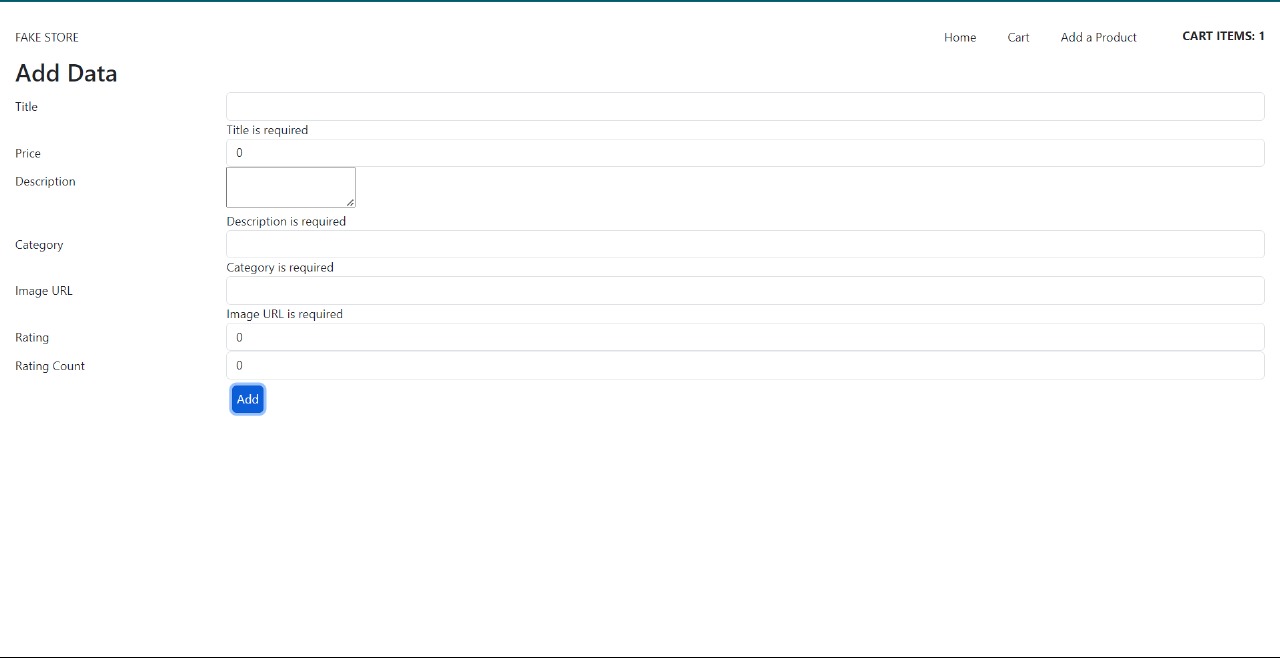 FAKE STORE Home Cart Add a Product CART ITEMS: 1
Add Data
Title
Title is required
Price 0
Description
Description is required
Category
Category is required
Image URL
Image URL is required
Rating 0
Rating Count 0
Add